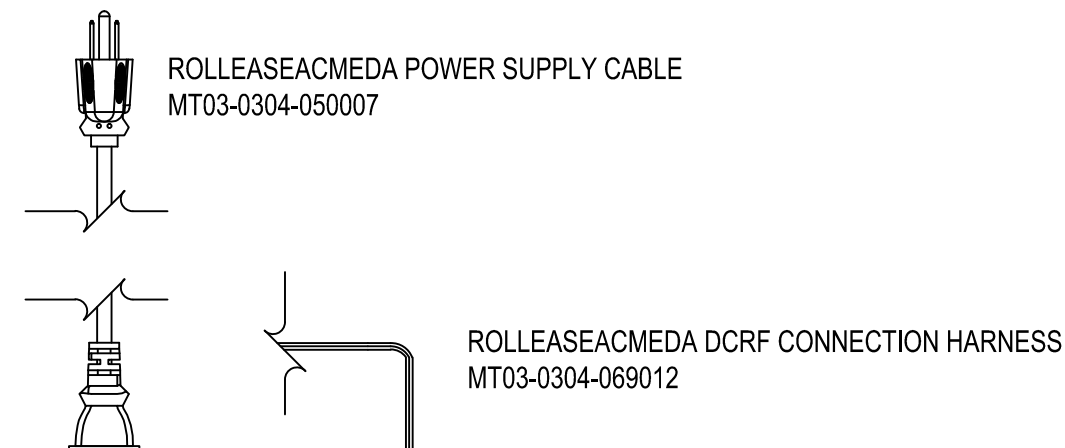 ROLLEASEACMEDA POWER SUPPLY CABLE
MT03-0304-050007
ROLLEASEACMEDA DCRF CONNECTION HARNESS
MT03-0304-069012